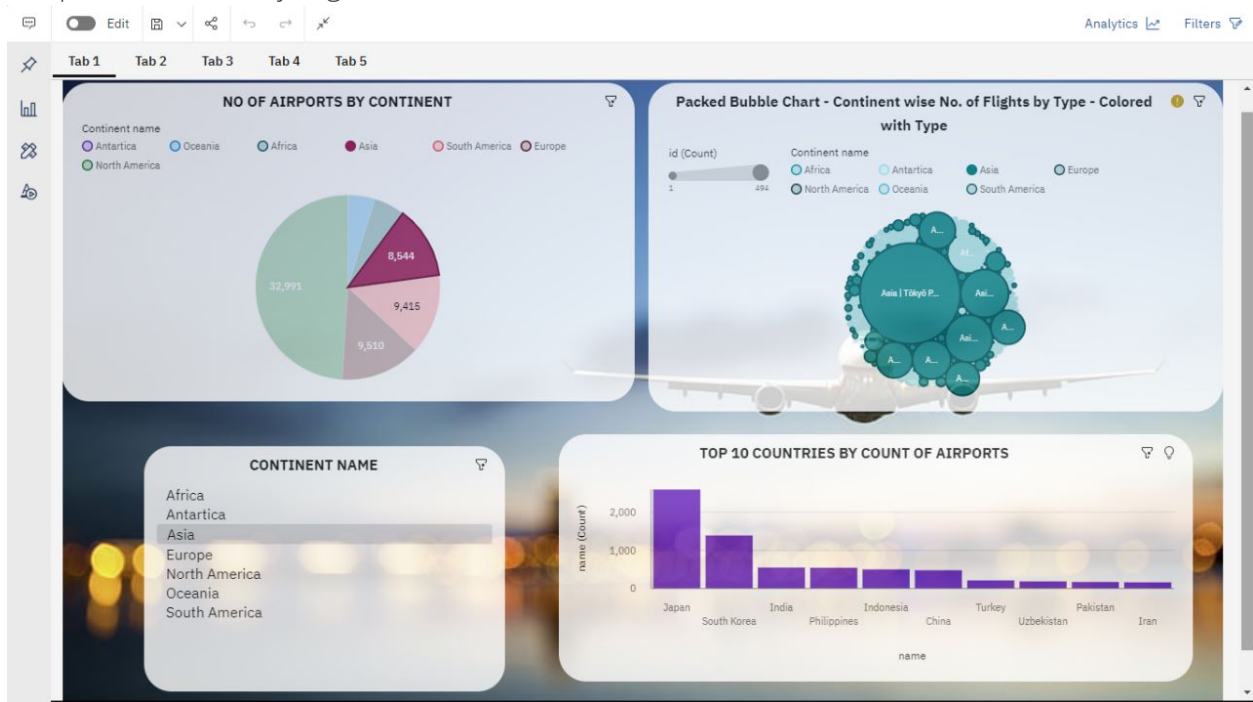 Edit
Analytics
Filters
Tab 1 Tab 2 Tab 3 Tab 4 Tab 5
NO OF AIRPORTS BY CONTINENT
Continent name
Antartica Oceania Africa Asia South America Europe
North America
8,544
32,991
9,415
9,510
Packed Bubble Chart - Continent wise No. of Flights by Type - Colored
with Type
id (Count)
1 494
Continent name
Africa Antartica Asia Europe
North America Oceania South America
A...
Af...
Asia | Tōkyō P...
Asi...
A...
Asi...
A...
A...
A...
CONTINENT NAME
Africa
Antartica
Asia
Europe
North America
Oceania
South America
TOP 10 COUNTRIES BY COUNT OF AIRPORTS
name (Count)
2,000
1,000
0
Japan India Indonesia Turkey Pakistan
South Korea Philippines China Uzbekistan Iran
name